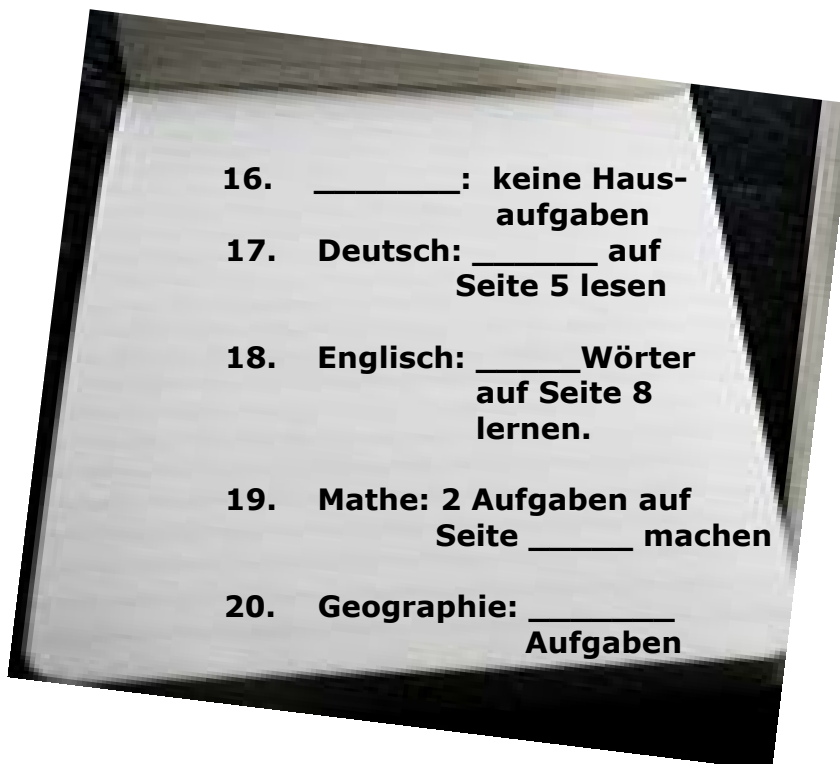 16. _______: keine Haus-
aufgaben
17. Deutsch: ______ auf
Seite 5 lesen
18. Englisch: _____Wörter
auf Seite 8
lernen.
19. Mathe: 2 Aufgaben auf
Seite _____ machen
20. Geographie: _______
Aufgaben